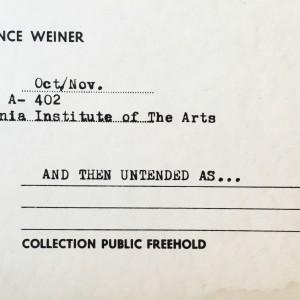 NCE WEINER
Oct/Nov.
A- 402
nia Institute of The Arts
AND THEN UNTENDED AS...
COLLECTION PUBLIC FREEHOLD